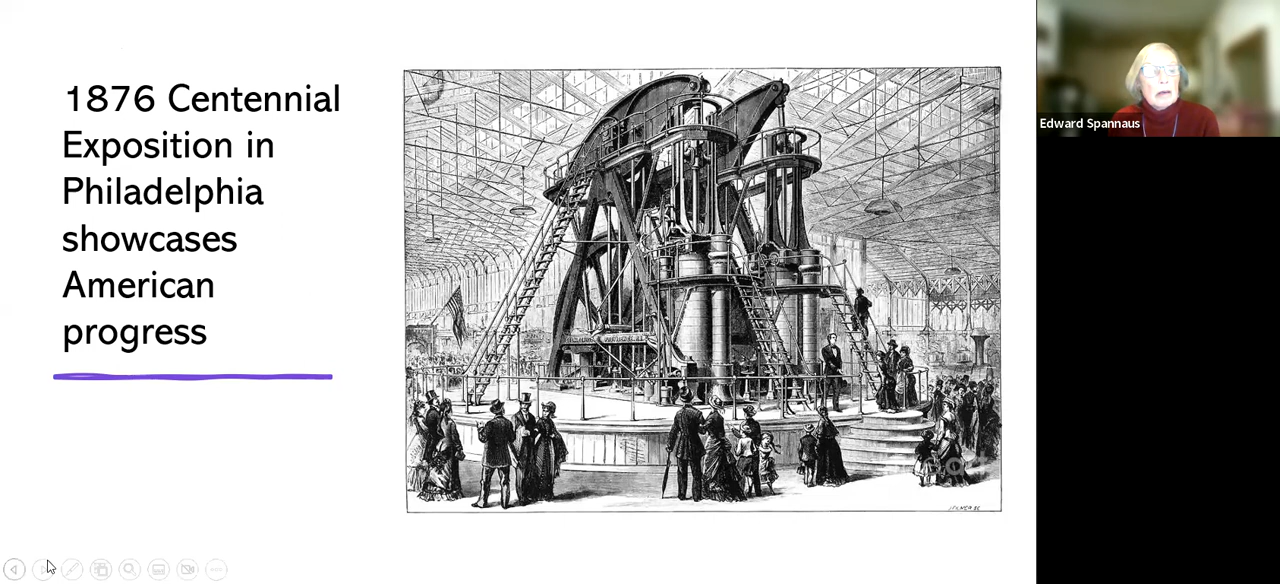 1876 Centennial
Exposition in
Philadelphia
showcases
American
progress
Edward Spannaus